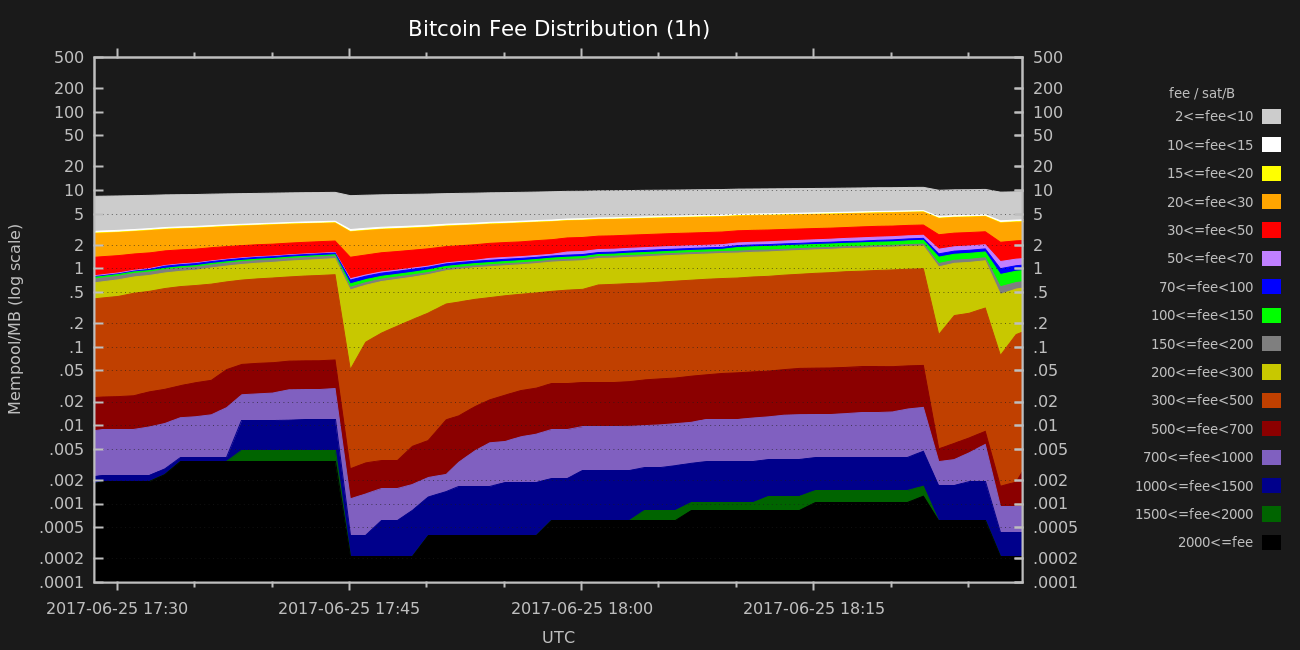 Bitcoin Fee Distribution (1h)
500
200
100
50
20
10
5
2
1
.5
.2
.1
.05
.02
.01
.005
.002
.001
.0005
.0002
.0001
Mempool/MB (log scale)
500
200
100
50
20
10
5
2
1
.5
.2
.1
.05
.02
.01
.005
.002
.001
.0005
.0002
.0001
2017-06-25 17:30
2017-06-25 17:45
2017-06-25 18:00
2017-06-25 18:15
UTC
fee / sat/B
2<=fee<10
10<=fee<15
15<=fee<20
20<=fee<30
30<=fee<50
50<=fee<70
70<=fee<100
100<=fee<150
150<=fee<200
200<=fee<300
300<=fee<500
500<=fee<700
700<=fee<1000
1000<=fee<1500
1500<=fee<2000
2000<=fee